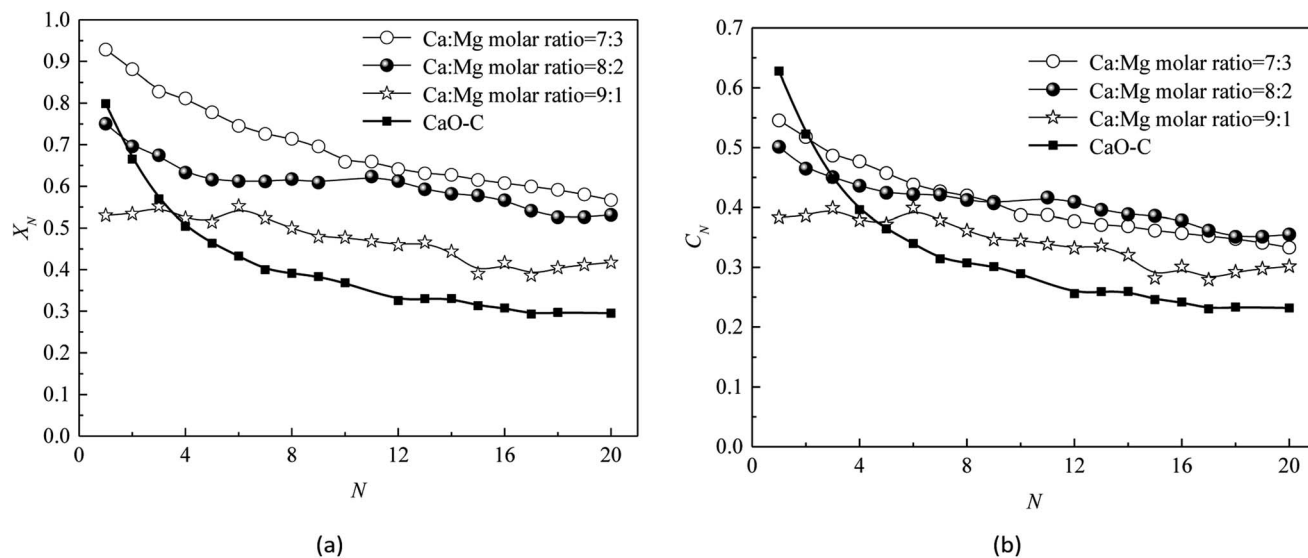 1.0
0.9
0.8
0.7
0.6
0.5
0.4
0.3
0.2
0.1
0.0
X_N
0 4 8 12 16 20
N
Ca:Mg molar ratio=7:3
Ca:Mg molar ratio=8:2
Ca:Mg molar ratio=9:1
CaO-C
(a)
0.7
0.6
0.5
0.4
0.3
0.2
0.1
0.0
C_N
0 4 8 12 16 20
N
Ca:Mg molar ratio=7:3
Ca:Mg molar ratio=8:2
Ca:Mg molar ratio=9:1
CaO-C
(b)